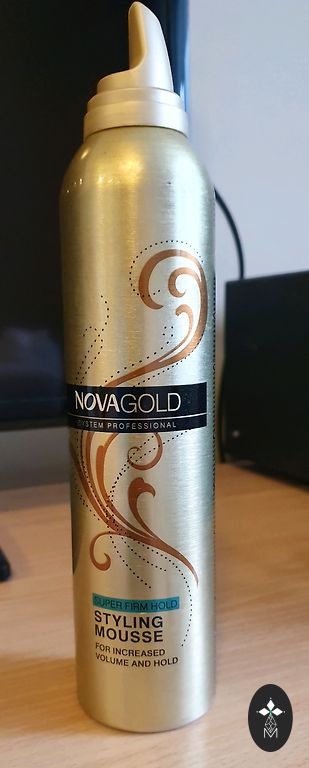 NOVAGOLD
SYSTEM PROFESSIONAL
SUPER FIRM HOLD
STYLING
MOUSSE
FOR INCREASED
VOLUME AND HOLD